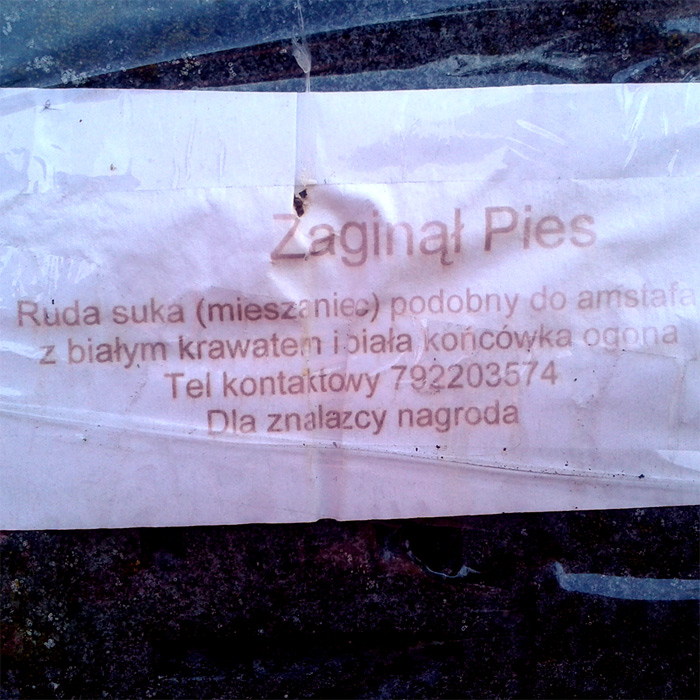 Zaginął Pies
Ruda suka (mieszaniec) podobny do amstafa
z białym krawatem i biała końcówka ogona
Tel kontaktowy 792203574
Dla znalazcy nagroda